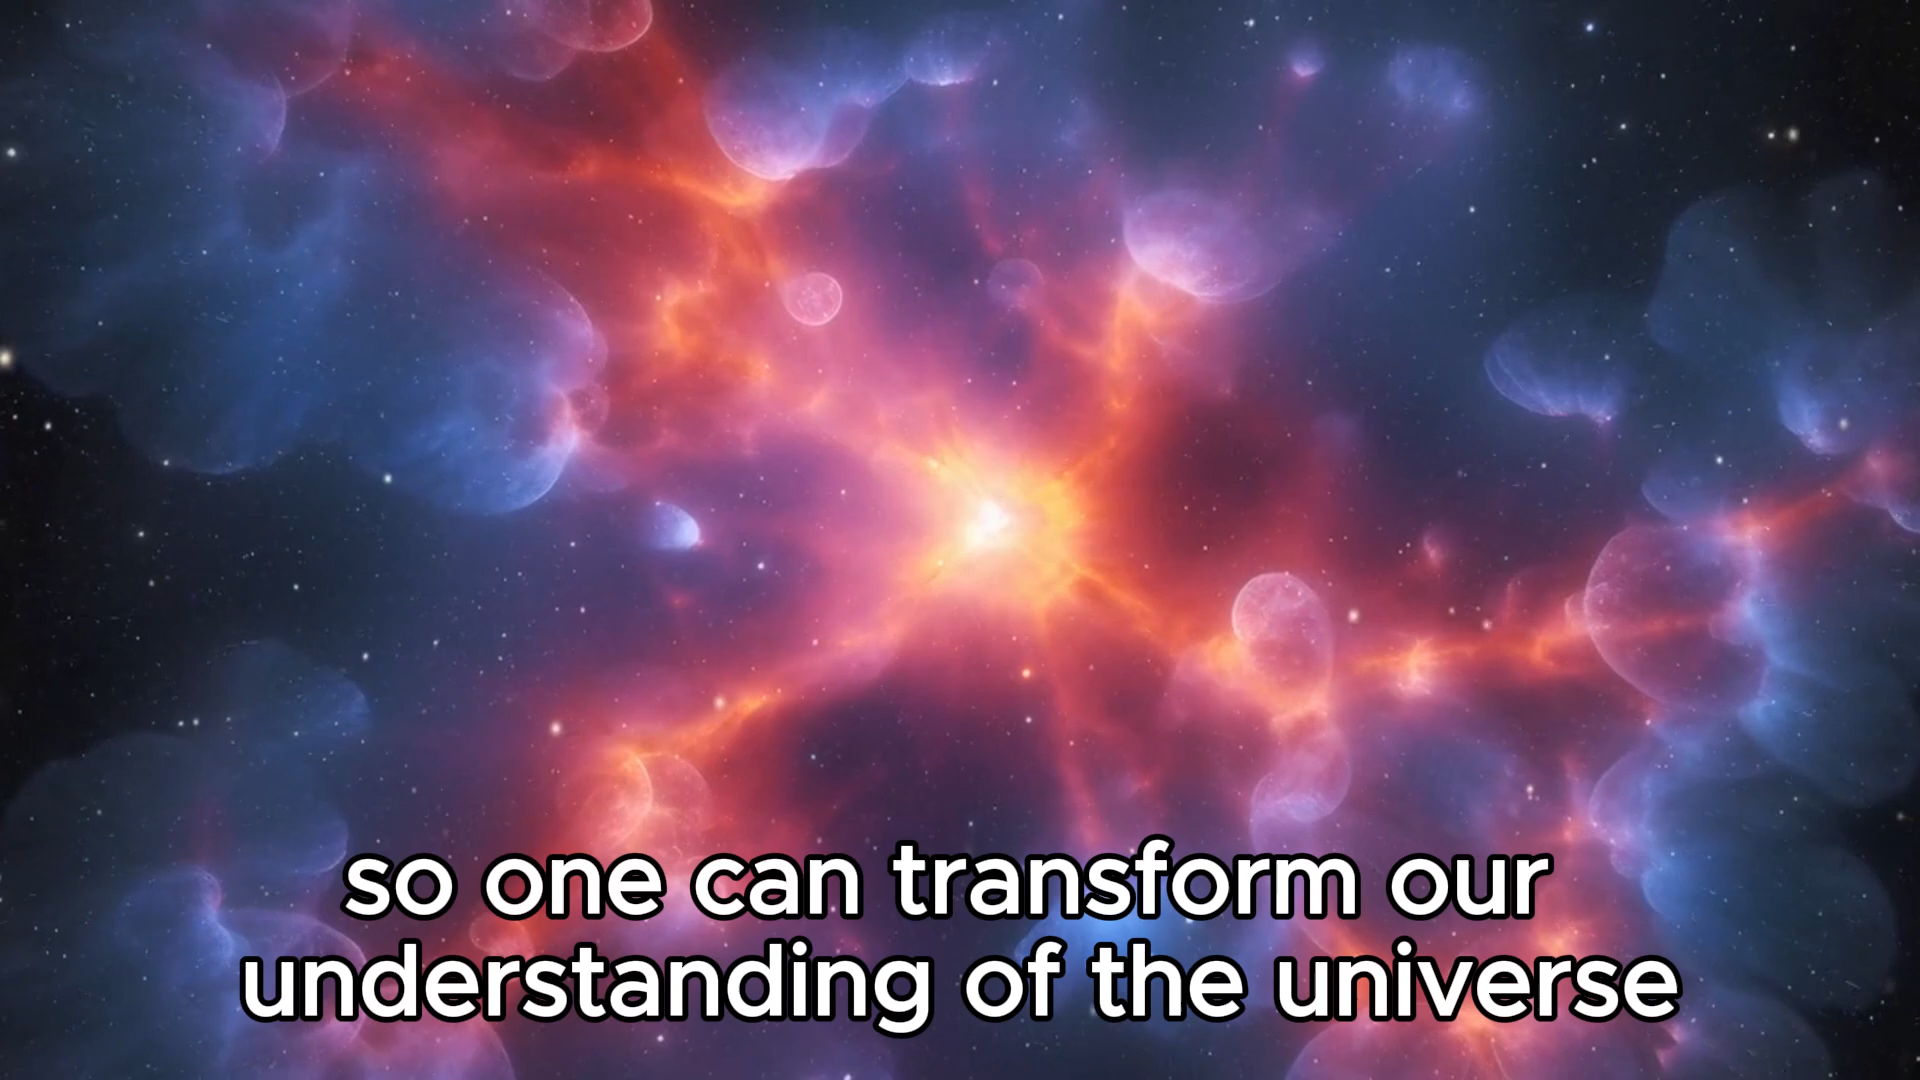 so one can transform our
understanding of the universe